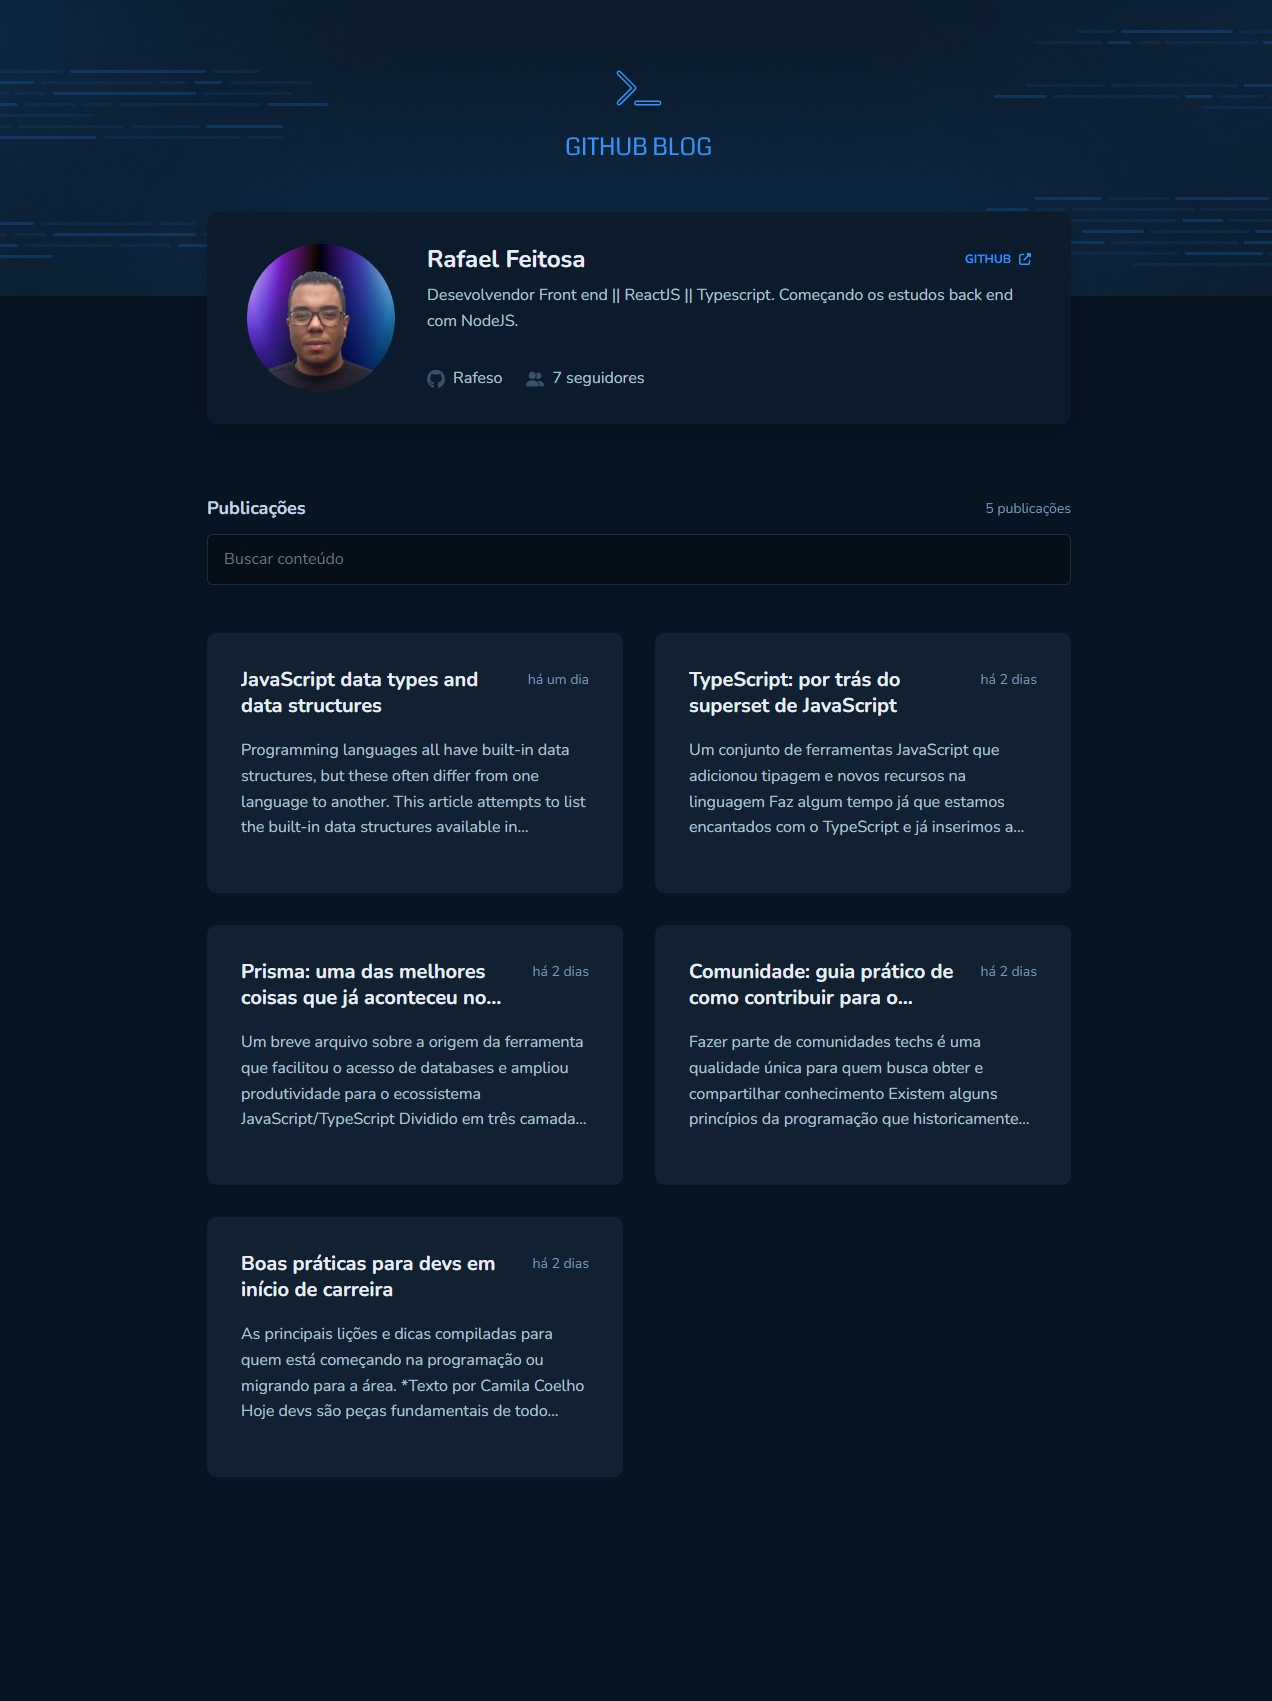 GITHUB BLOG
Rafael Feitosa
GITHUB
Desevolvendor Front end || ReactJS || Typescript. Começando os estudos back end
com NodeJS.
Rafeso
7 seguidores
Publicações
5 publicações
Buscar conteúdo
JavaScript data types and
data structures
há um dia
Programming languages all have built-in data
structures, but these often differ from one
language to another. This article attempts to list
the built-in data structures available in...
TypeScript: por trás do
superset de JavaScript
há 2 dias
Um conjunto de ferramentas JavaScript que
adicionou tipagem e novos recursos na
linguagem Faz algum tempo já que estamos
encantados com o TypeScript e já inserimos a...
Prisma: uma das melhores
coisas que já aconteceu no...
há 2 dias
Um breve arquivo sobre a origem da ferramenta
que facilitou o acesso de databases e ampliou
produtividade para o ecossistema
JavaScript/TypeScript Dividido em três camada...
Comunidade: guia prático de
como contribuir para o...
há 2 dias
Fazer parte de comunidades techs é uma
qualidade única para quem busca obter e
compartilhar conhecimento Existem alguns
princípios da programação que historicamente...
Boas práticas para devs em
início de carreira
há 2 dias
As principais lições e dicas compiladas para
quem está começando na programação ou
migrando para a área. *Texto por Camila Coelho
Hoje devs são peças fundamentais de todo...